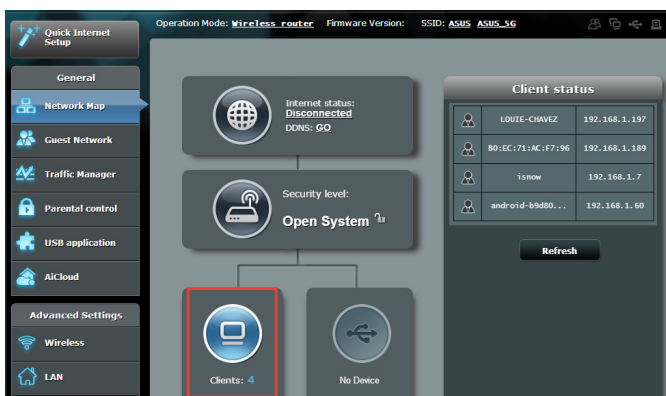 Operation Mode: Wireless router Firmware Version: SSID: ASUS ASUS_5G
Quick Internet
Setup
General
Network Map
Guest Network
Traffic Manager
Parental control
USB application
AiCloud
Advanced Settings
Wireless
LAN
Internet status:
Disconnected
DDNS: GO
Security level:
Open System
Clients: 4
No Device
Client status
LOUIE-CHAVEZ 192.168.1.197
80:EC:71:AC:F7:96 192.168.1.189
isnow 192.168.1.7
android-b9d80... 192.168.1.60
Refresh